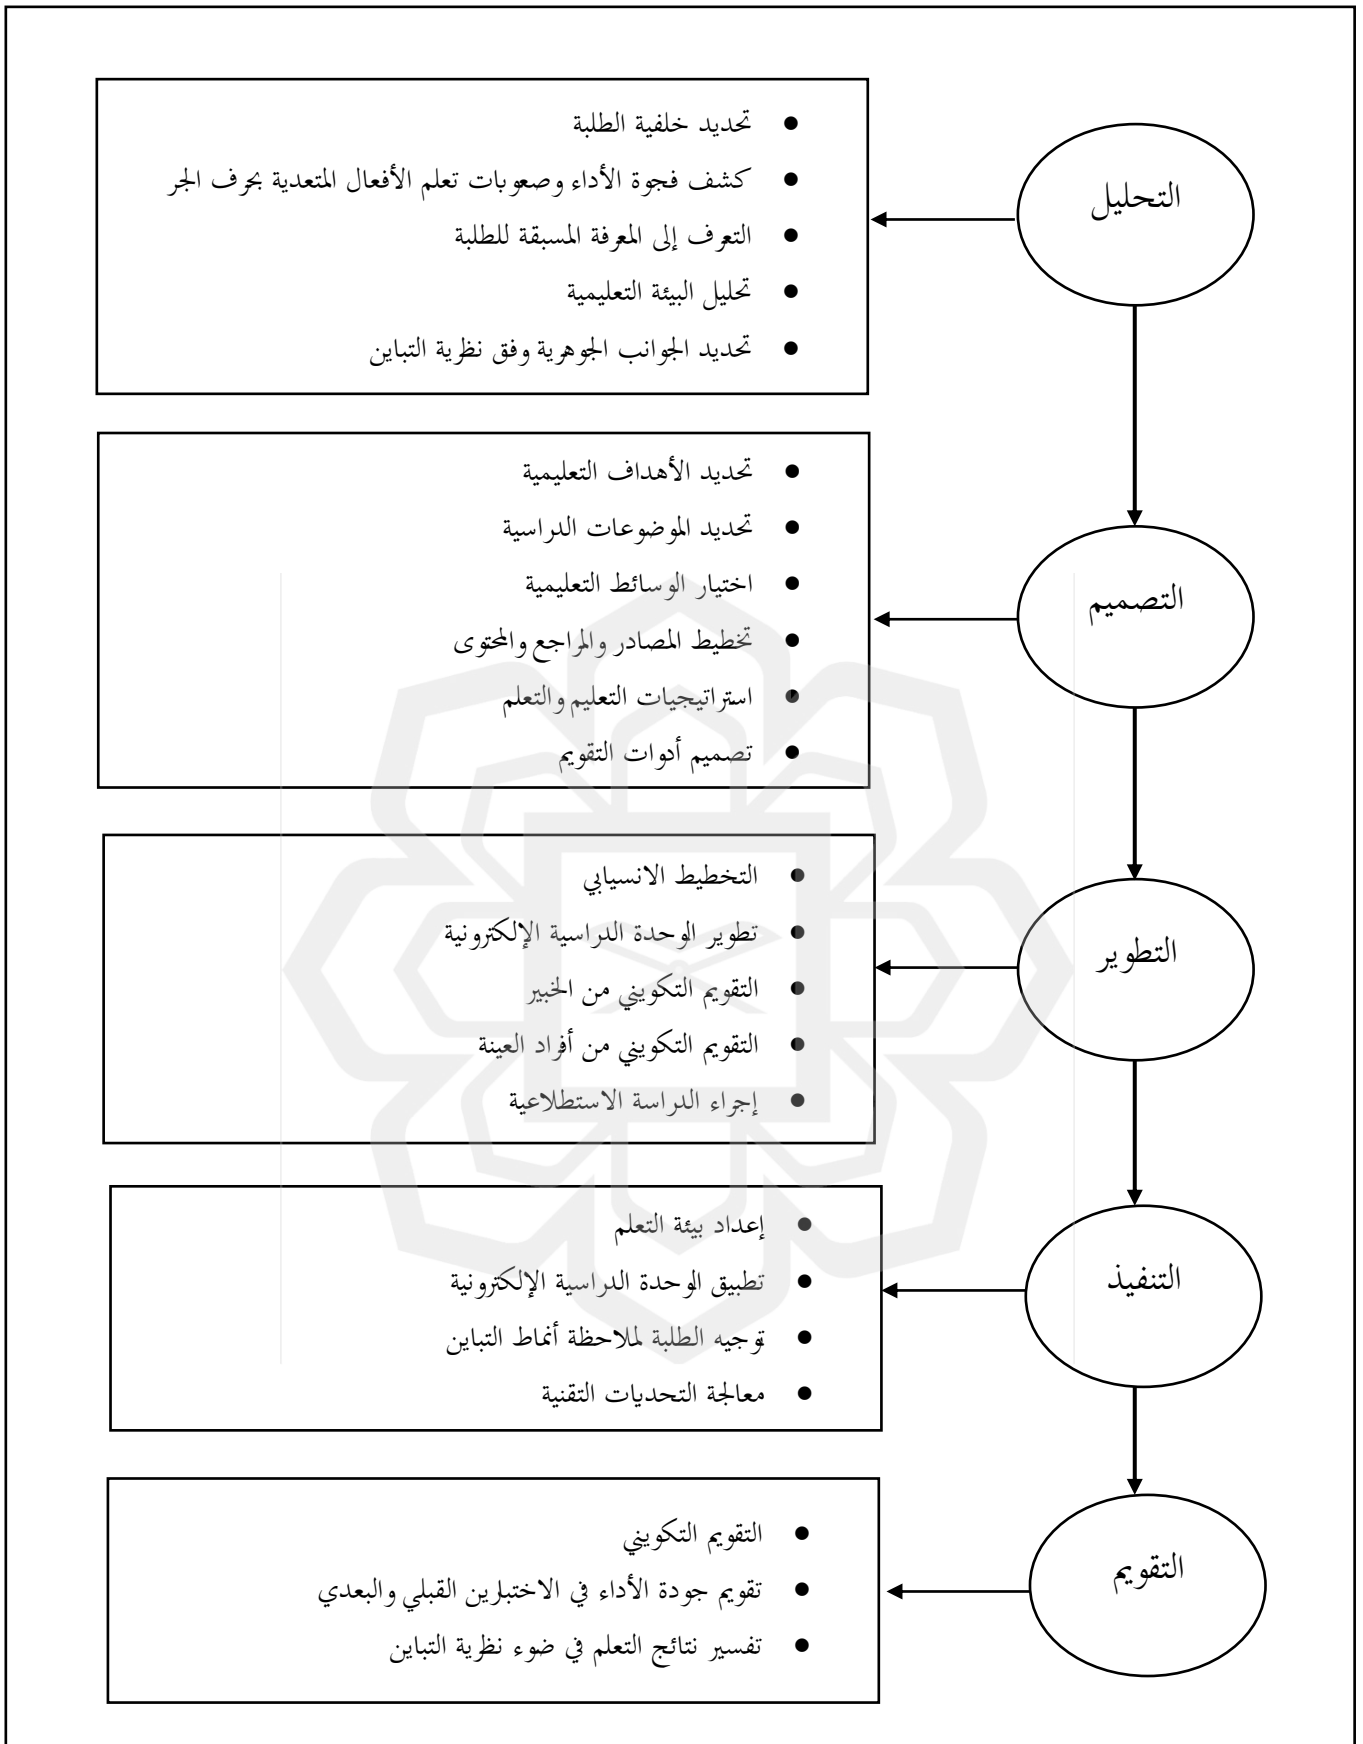 التحليل
● تحديد خلفية الطلبة
● كشف فجوة الأداء وصعوبات تعلم الأفعال المتعدية بحرف الجر
● التعرف إلى المعرفة المسبقة للطلبة
● تحليل البيئة التعليمية
● تحديد الجوانب الجوهرية وفق نظرية التباين
التصميم
● تحديد الأهداف التعليمية
● تحديد الموضوعات الدراسية
● اختيار الوسائط التعليمية
● تخطيط المصادر والمراجع والمحتوى
● استراتيجيات التعليم والتعلم
● تصميم أدوات التقويم
التطوير
● التخطيط الانسيابي
● تطوير الوحدة الدراسية الإلكترونية
● التقويم التكويني من الخبير
● التقويم التكويني من أفراد العينة
● إجراء الدراسة الاستطلاعية
التنفيذ
● إعداد بيئة التعلم
● تطبيق الوحدة الدراسية الإلكترونية
● توجيه الطلبة لملاحظة أنماط التباين
● معالجة التحديات التقنية
التقويم
● التقويم التكويني
● تقويم جودة الأداء في الاختبارين القبلي والبعدي
● تفسير نتائج التعلم في ضوء نظرية التباين